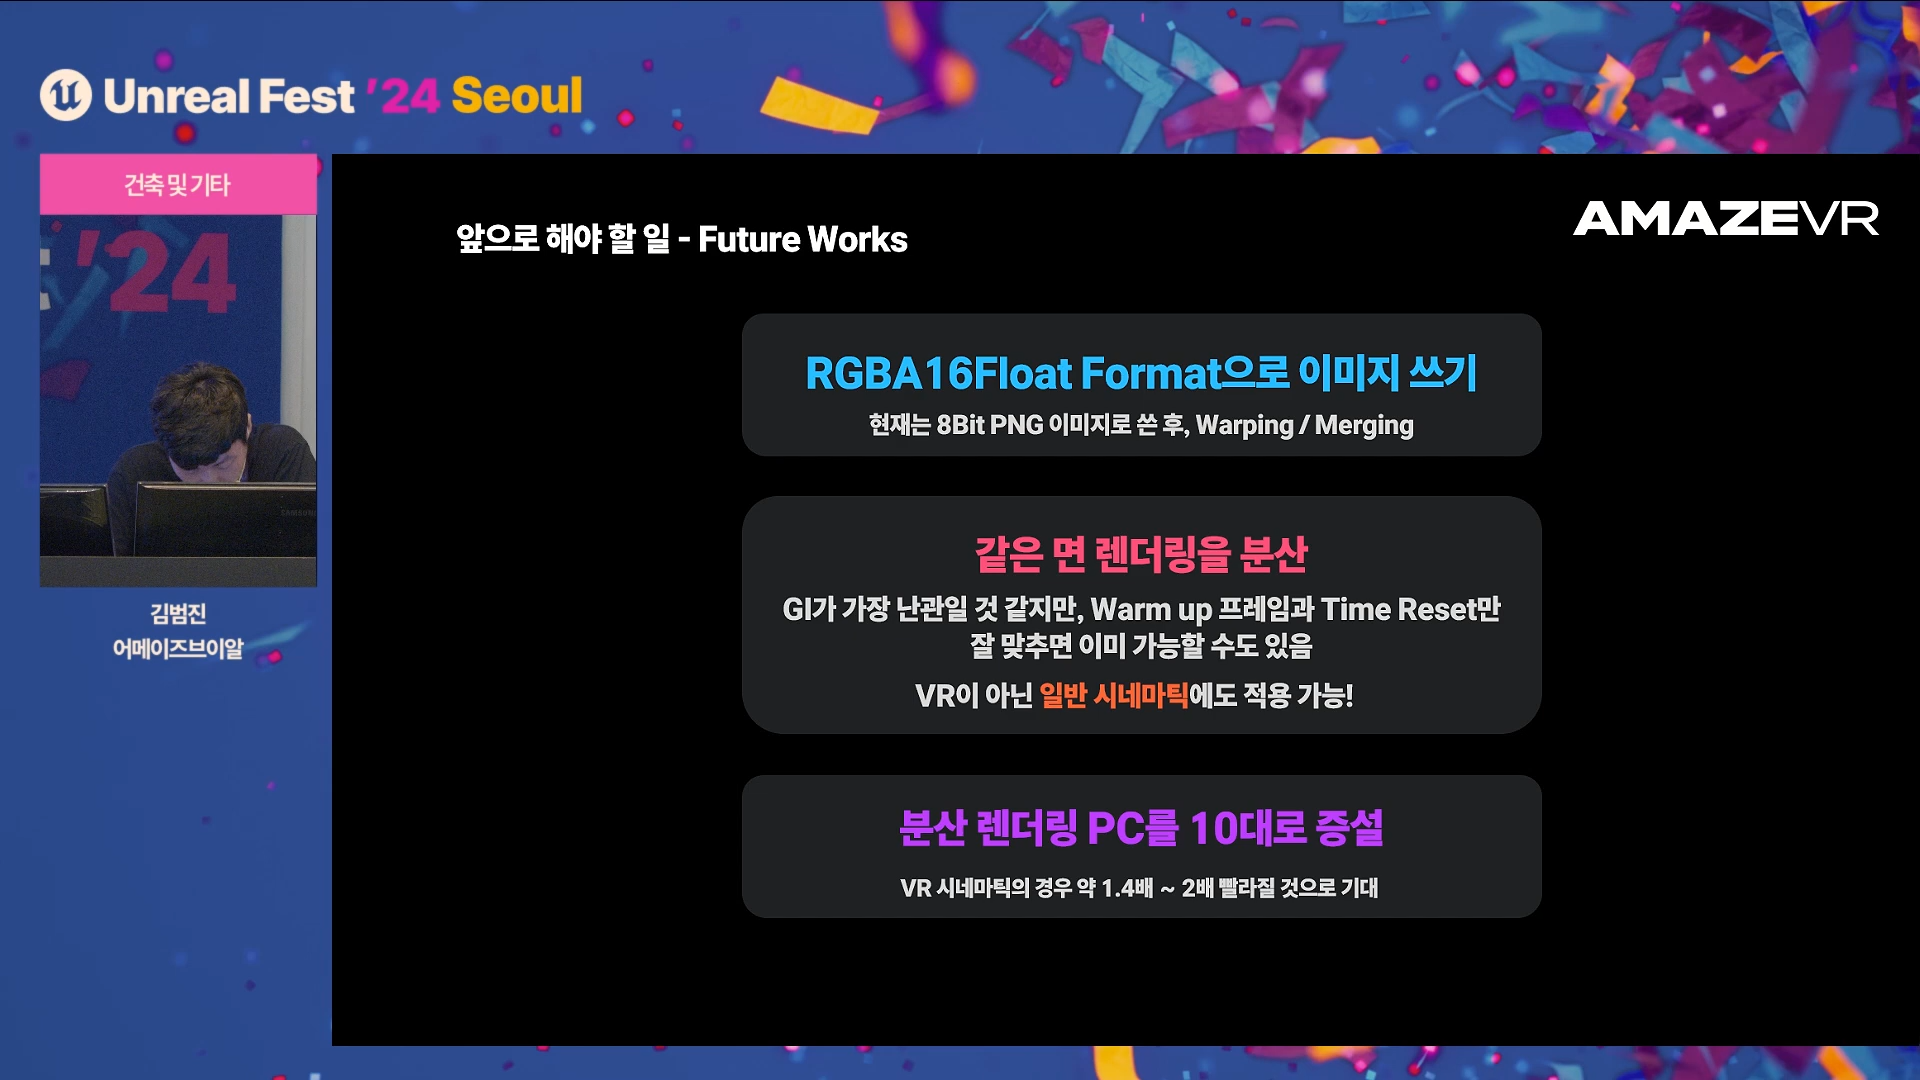 Unreal Fest '24 Seoul
건축 및 기타
'24
SAMSUNG
김범진
어메이즈브이알
AMAZEVR
앞으로 해야 할 일 - Future Works
RGBA16Float Format으로 이미지 쓰기
현재는 8Bit PNG 이미지로 쓴 후, Warping / Merging
같은 면 렌더링을 분산
GI가 가장 난관일 것 같지만, Warm up 프레임과 Time Reset만
잘 맞추면 이미 가능할 수도 있음
VR이 아닌 일반 시네마틱에도 적용 가능!
분산 렌더링 PC를 10대로 증설
VR 시네마틱의 경우 약 1.4배 ~ 2배 빨라질 것으로 기대